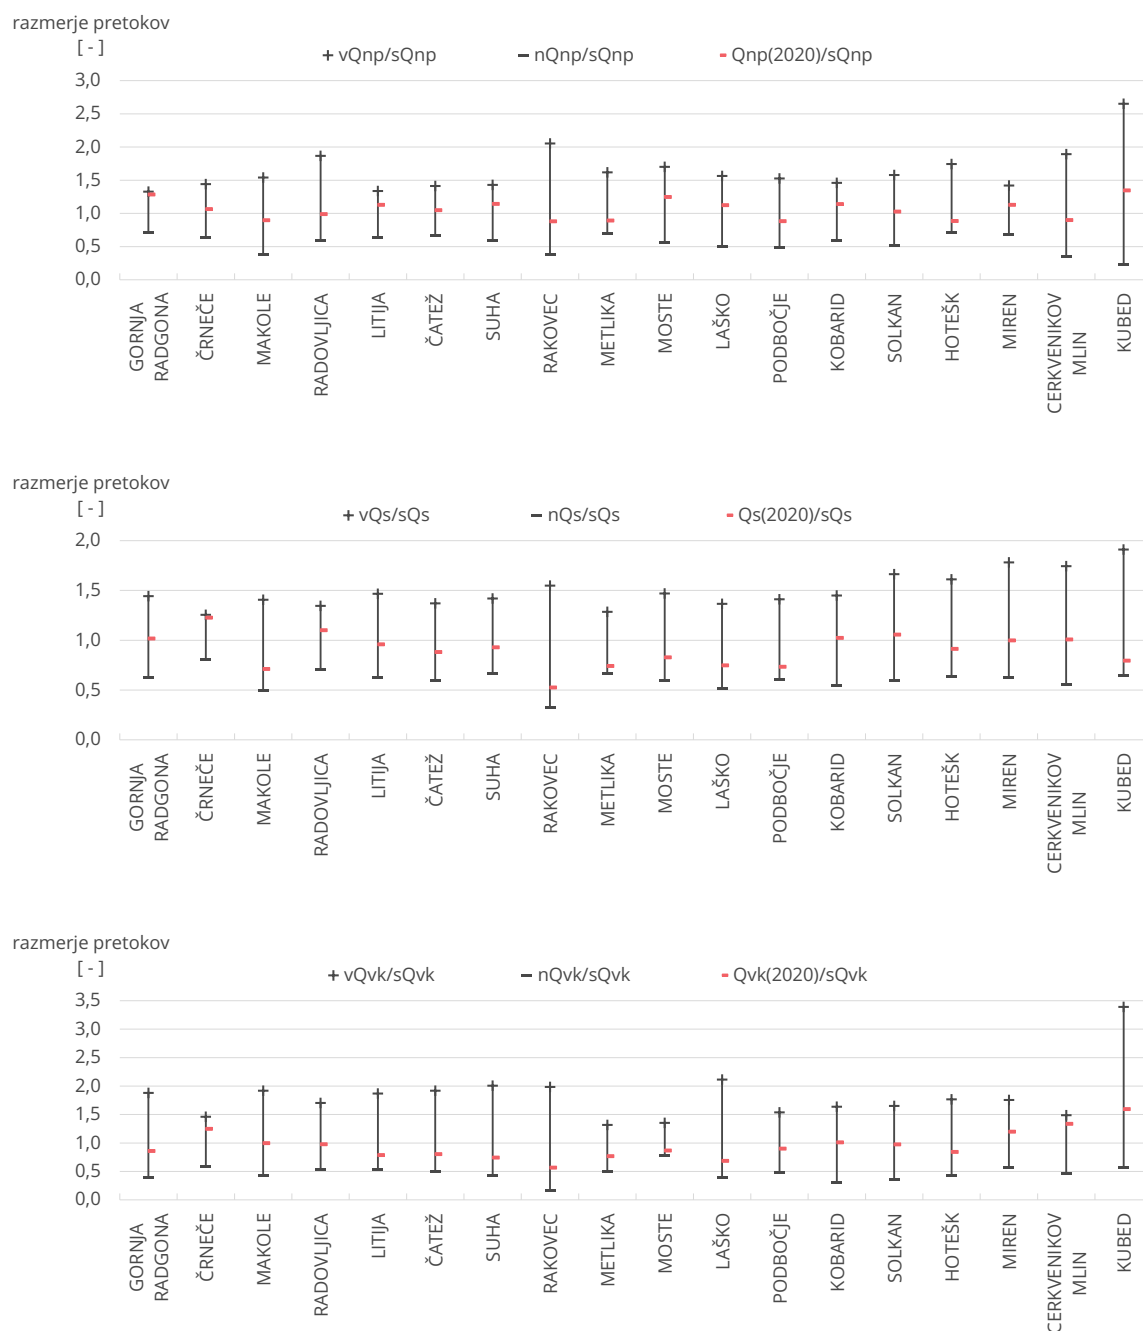 razmerje pretokov
[ - ]
vQnp/sQnp
nQnp/sQnp
Qnp(2020)/sQnp
3,0
2,5
2,0
1,5
1,0
0,5
0,0
GORNJA
RADGONA
ČRNEČE
MAKOLE
RADOVLJICA
LITIJA
ČATEŽ
SUHA
RAKOVEC
METLIKA
MOSTE
LAŠKO
PODBOČJE
KOBARID
SOLKAN
HOTEŠK
MIREN
CERKVENIKOV
MLIN
KUBED
razmerje pretokov
[ - ]
vQs/sQs
nQs/sQs
Qs(2020)/sQs
2,0
1,5
1,0
0,5
0,0
GORNJA
RADGONA
ČRNEČE
MAKOLE
RADOVLJICA
LITIJA
ČATEŽ
SUHA
RAKOVEC
METLIKA
MOSTE
LAŠKO
PODBOČJE
KOBARID
SOLKAN
HOTEŠK
MIREN
CERKVENIKOV
MLIN
KUBED
razmerje pretokov
[ - ]
vQvk/sQvk
nQvk/sQvk
Qvk(2020)/sQvk
3,5
3,0
2,5
2,0
1,5
1,0
0,5
0,0
GORNJA
RADGONA
ČRNEČE
MAKOLE
RADOVLJICA
LITIJA
ČATEŽ
SUHA
RAKOVEC
METLIKA
MOSTE
LAŠKO
PODBOČJE
KOBARID
SOLKAN
HOTEŠK
MIREN
CERKVENIKOV
MLIN
KUBED